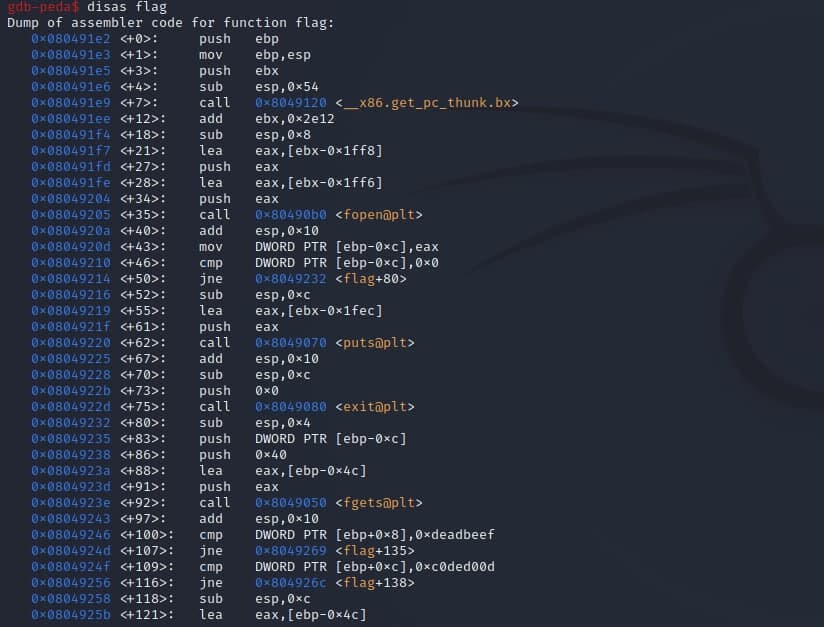 gdb-peda$ disas flag
Dump of assembler code for function flag:
0×080491e2 <+0>: push ebp
0×080491e3 <+1>: mov ebp,esp
0×080491e5 <+3>: push ebx
0×080491e6 <+4>: sub esp,0×54
0×080491e9 <+7>: call 0×8049120 <__x86.get_pc_thunk.bx>
0×080491ee <+12>: add ebx,0×2e12
0×080491f4 <+18>: sub esp,0×8
0×080491f7 <+21>: lea eax,[ebx-0×1ff8]
0×080491fd <+27>: push eax
0×080491fe <+28>: lea eax,[ebx-0×1ff6]
0×08049204 <+34>: push eax
0×08049205 <+35>: call 0×80490b0 <fopen@plt>
0×0804920a <+40>: add esp,0×10
0×0804920d <+43>: mov DWORD PTR [ebp-0×c],eax
0×08049210 <+46>: cmp DWORD PTR [ebp-0×c],0×0
0×08049214 <+50>: jne 0×8049232 <flag+80>
0×08049216 <+52>: sub esp,0×c
0×08049219 <+55>: lea eax,[ebx-0×1fec]
0×0804921f <+61>: push eax
0×08049220 <+62>: call 0×8049070 <puts@plt>
0×08049225 <+67>: add esp,0×10
0×08049228 <+70>: sub esp,0×c
0×0804922b <+73>: push 0×0
0×0804922d <+75>: call 0×8049080 <exit@plt>
0×08049232 <+80>: sub esp,0×4
0×08049235 <+83>: push DWORD PTR [ebp-0×c]
0×08049238 <+86>: push 0×40
0×0804923a <+88>: lea eax,[ebp-0×4c]
0×0804923d <+91>: push eax
0×0804923e <+92>: call 0×8049050 <fgets@plt>
0×08049243 <+97>: add esp,0×10
0×08049246 <+100>: cmp DWORD PTR [ebp+0×8],0×deadbeef
0×0804924d <+107>: jne 0×8049269 <flag+135>
0×0804924f <+109>: cmp DWORD PTR [ebp+0×c],0×c0ded00d
0×08049256 <+116>: jne 0×804926c <flag+138>
0×08049258 <+118>: sub esp,0×c
0×0804925b <+121>: lea eax,[ebp-0×4c]